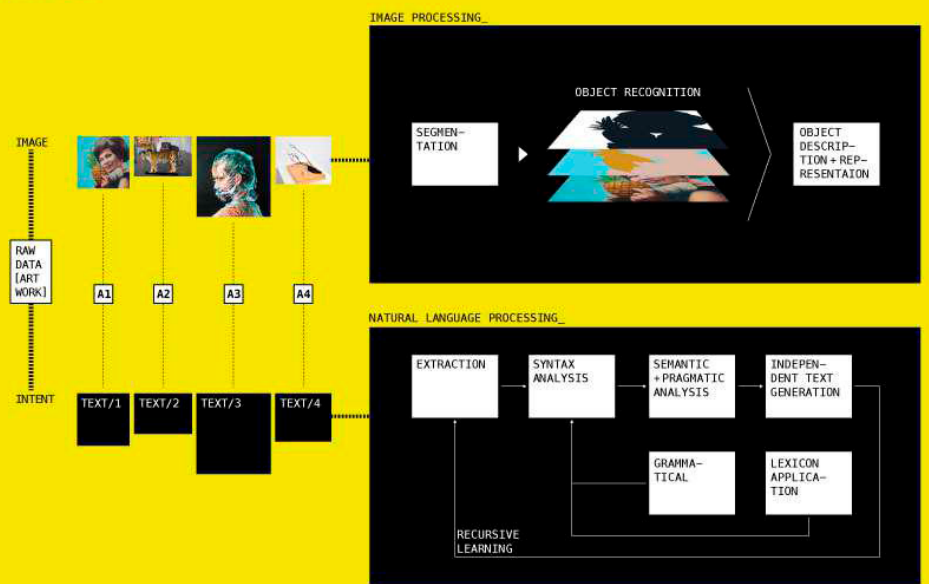 IMAGE PROCESSING_
OBJECT RECOGNITION
SEGMEN-
TATION
OBJECT
DESCRIP-
TION+REP-
RESENTAION
IMAGE
RAW
DATA
[ART
WORK]
A1
A2
A3
A4
INTENT
TEXT/1
TEXT/2
TEXT/3
TEXT/4
NATURAL LANGUAGE PROCESSING_
EXTRACTION
SYNTAX
ANALYSIS
SEMANTIC
+PRAGMATIC
ANALYSIS
INDEPEN-
DENT TEXT
GENERATION
GRAMMA-
TICAL
LEXICON
APPLICA-
TION
RECURSIVE
LEARNING